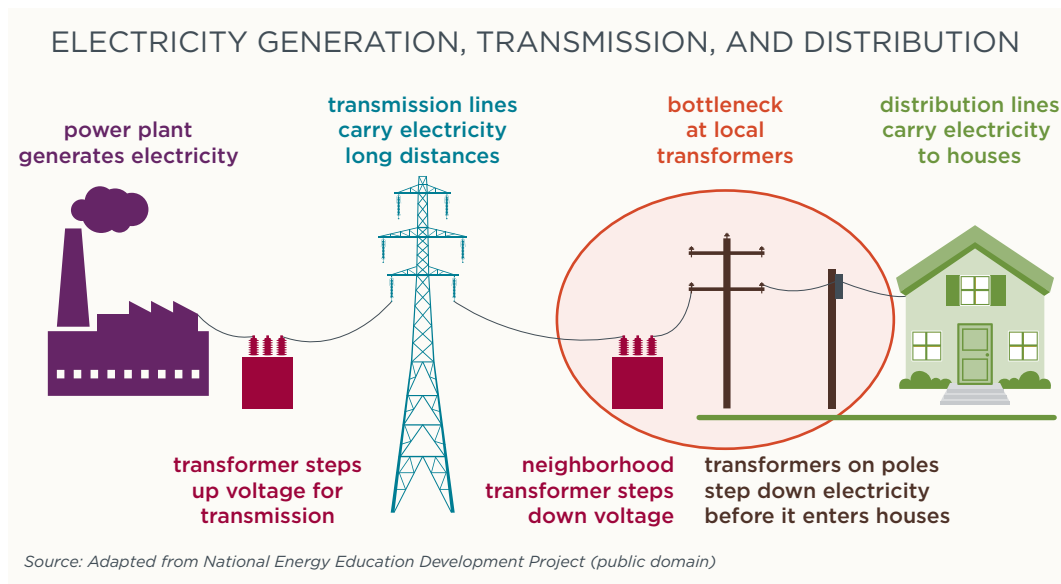 ELECTRICITY GENERATION, TRANSMISSION, AND DISTRIBUTION
power plant
generates electricity
transmission lines
carry electricity
long distances
bottleneck
at local
transformers
distribution lines
carry electricity
to houses
transformer steps
up voltage for
transmission
neighborhood
transformer steps
down voltage
transformers on poles
step down electricity
before it enters houses
Source: Adapted from National Energy Education Development Project (public domain)